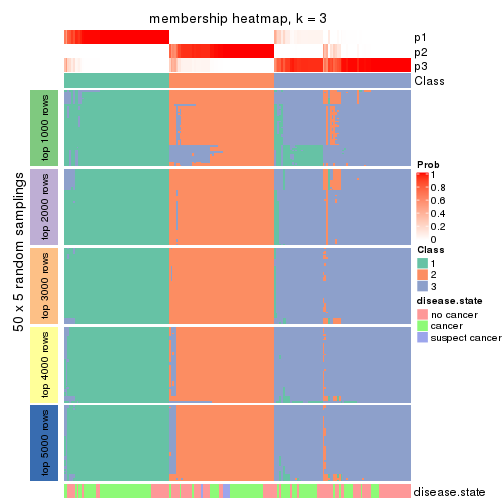 membership heatmap, k = 3
p1
p2
p3
Class
50 x 5 random samplings
top 1000 rows
top 2000 rows
top 3000 rows
top 4000 rows
top 5000 rows
Prob
1
0.8
0.6
0.4
0.2
0
Class
1
2
3
disease.state
no cancer
cancer
suspect cancer
disease.state